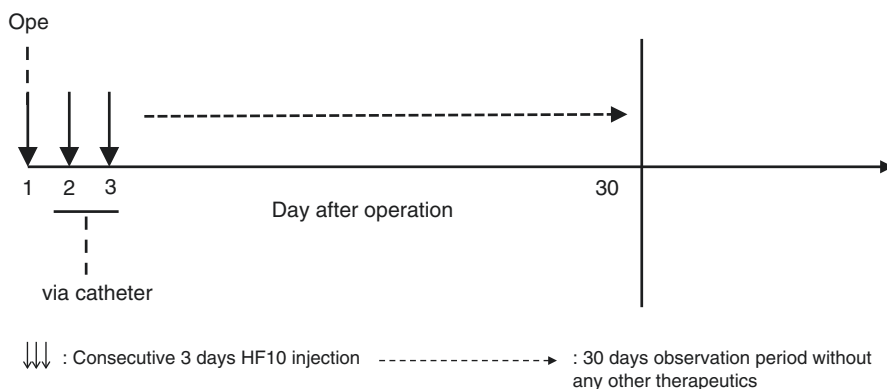 Ope
1 2 3
30
Day after operation
via catheter
: Consecutive 3 days HF10 injection
: 30 days observation period without
any other therapeutics